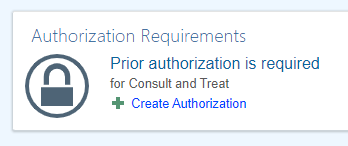 Authorization Requirements
Prior authorization is required
for Consult and Treat
Create Authorization